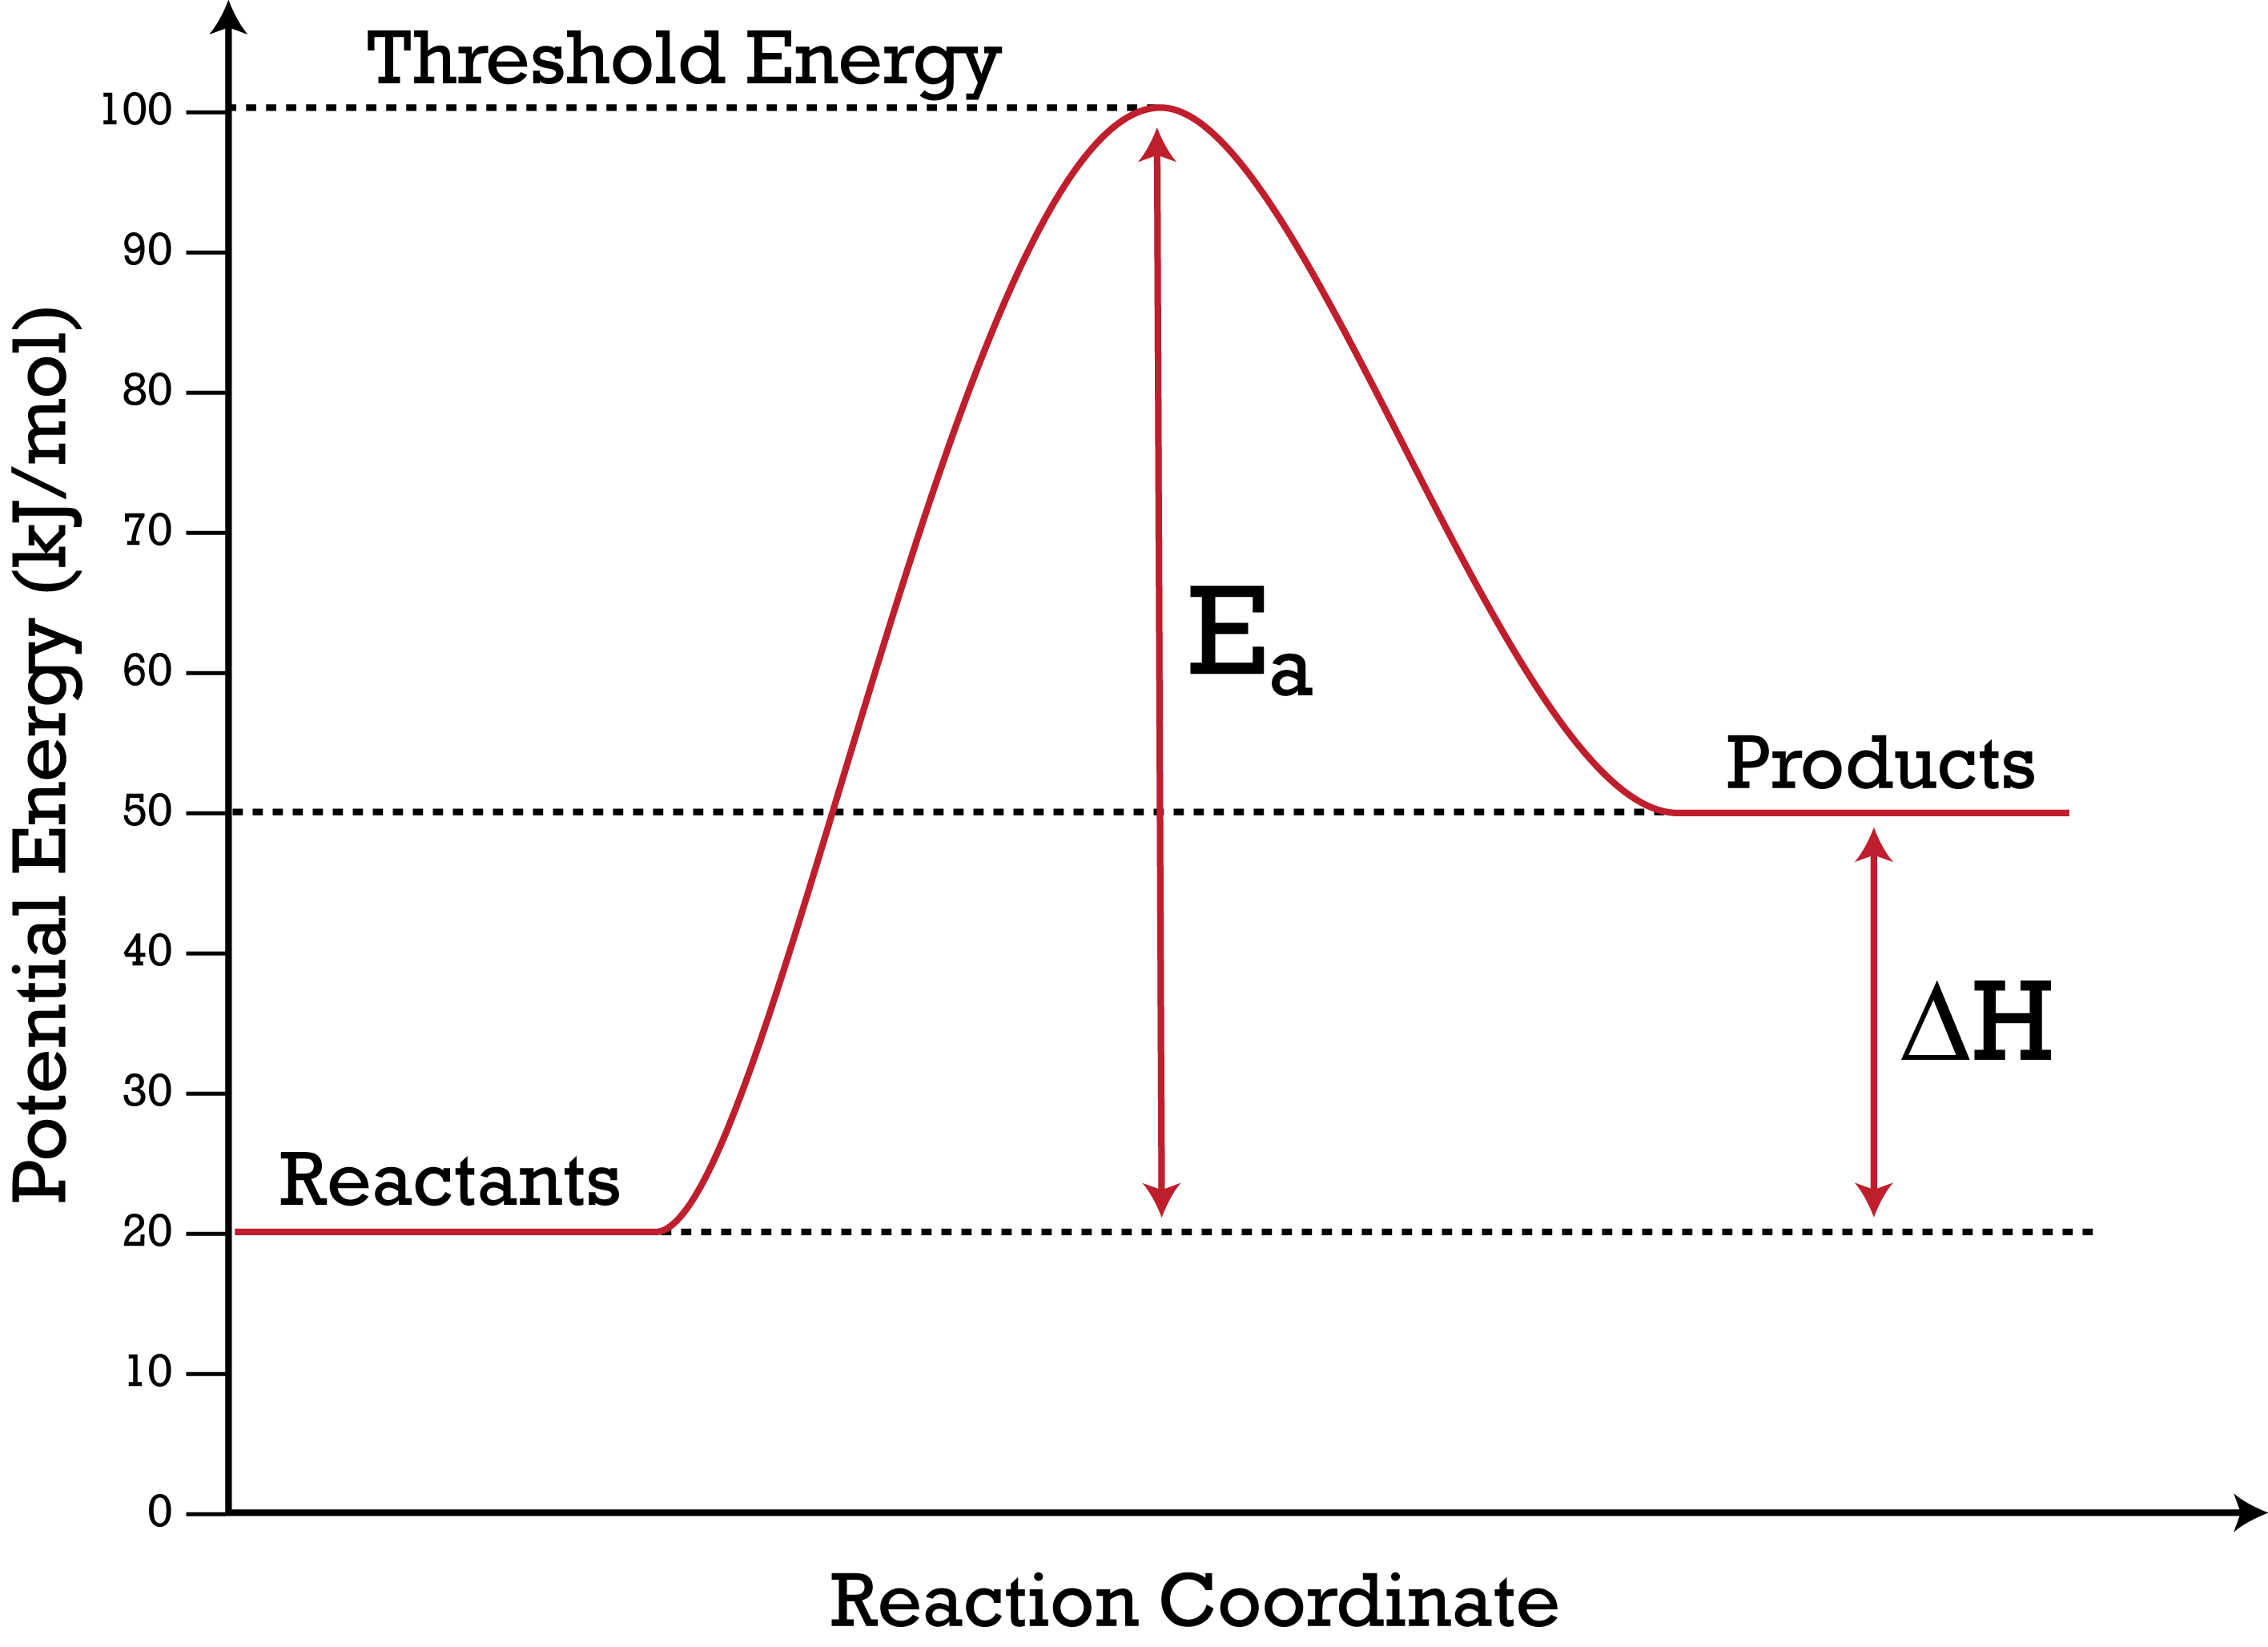 Threshold Energy
100
90
80
70
60
50
40
30
20
10
0
Potential Energy (kJ/mol)
Ea
Products
ΔH
Reactants
Reaction Coordinate